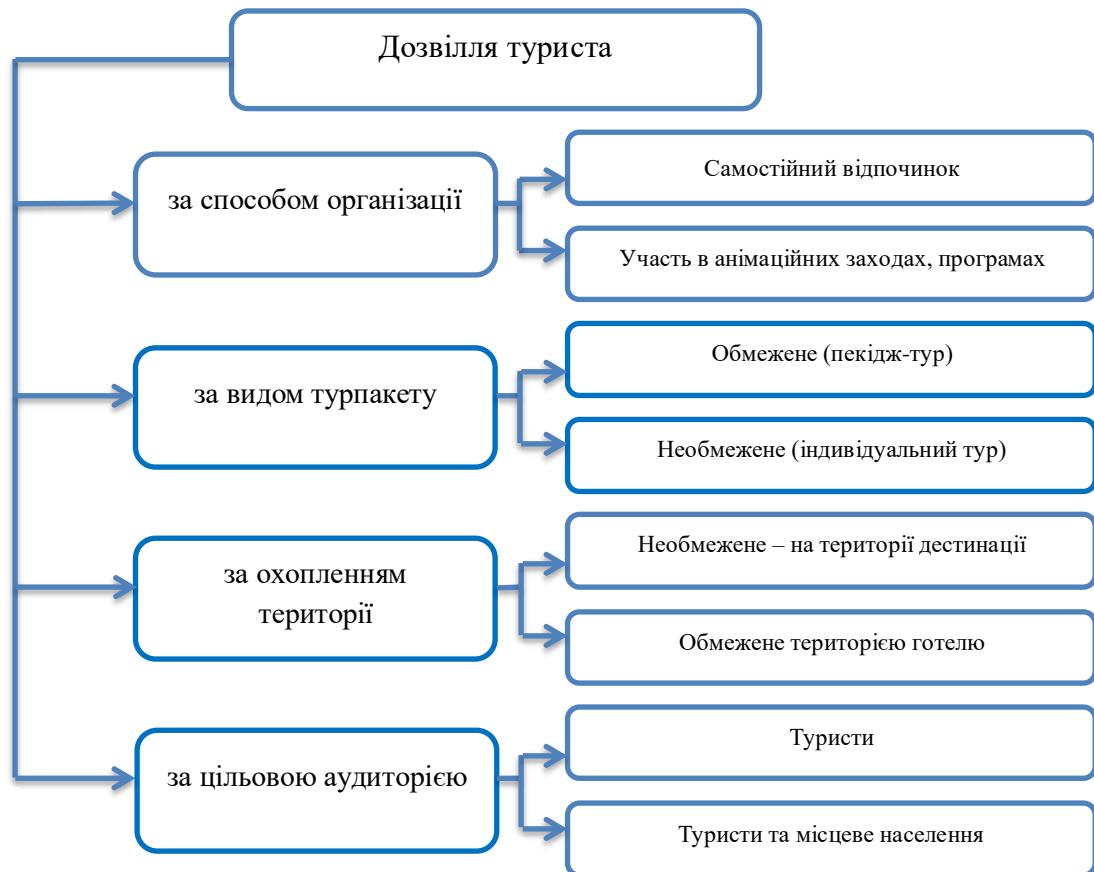 Дозвілля туриста
за способом організації
Самостійний відпочинок
Участь в анімаційних заходах, програмах
за видом турпакету
Обмежене (пекідж-тур)
Необмежене (індивідуальний тур)
за охопленням
території
Необмежене – на території дестинації
Обмежене територією готелю
за цільовою аудиторією
Туристи
Туристи та місцеве населення